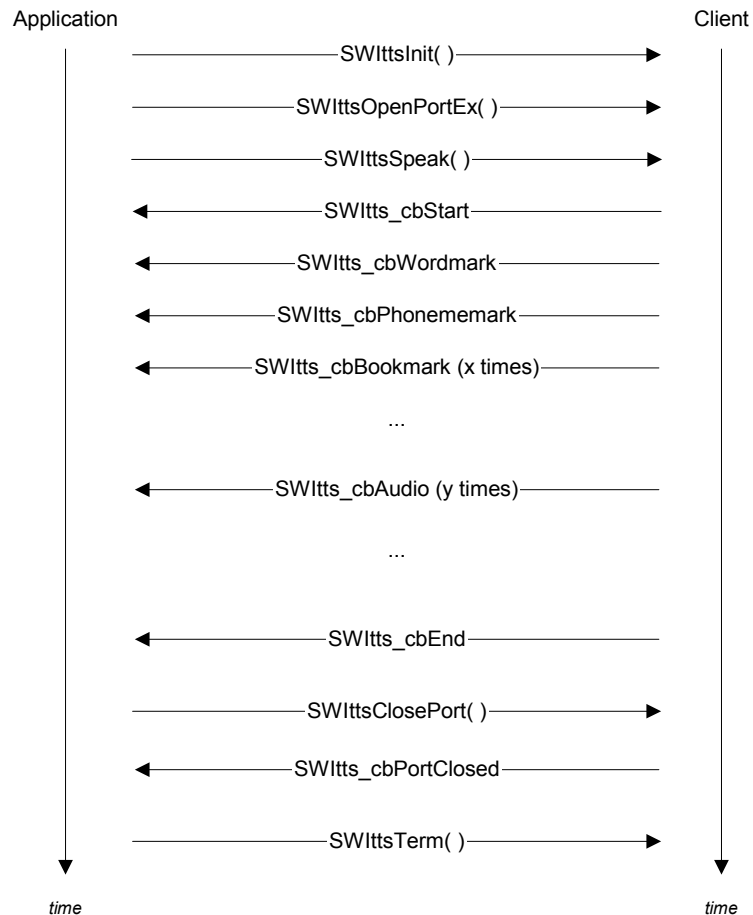 Application Client
SWIttsInit( )
SWIttsOpenPortEx( )
SWIttsSpeak( )
SWItts_cbStart
SWItts_cbWordmark
SWItts_cbPhonememark
SWItts_cbBookmark (x times)
...
SWItts_cbAudio (y times)
...
SWItts_cbEnd
SWIttsClosePort( )
SWItts_cbPortClosed
SWIttsTerm( )
time time